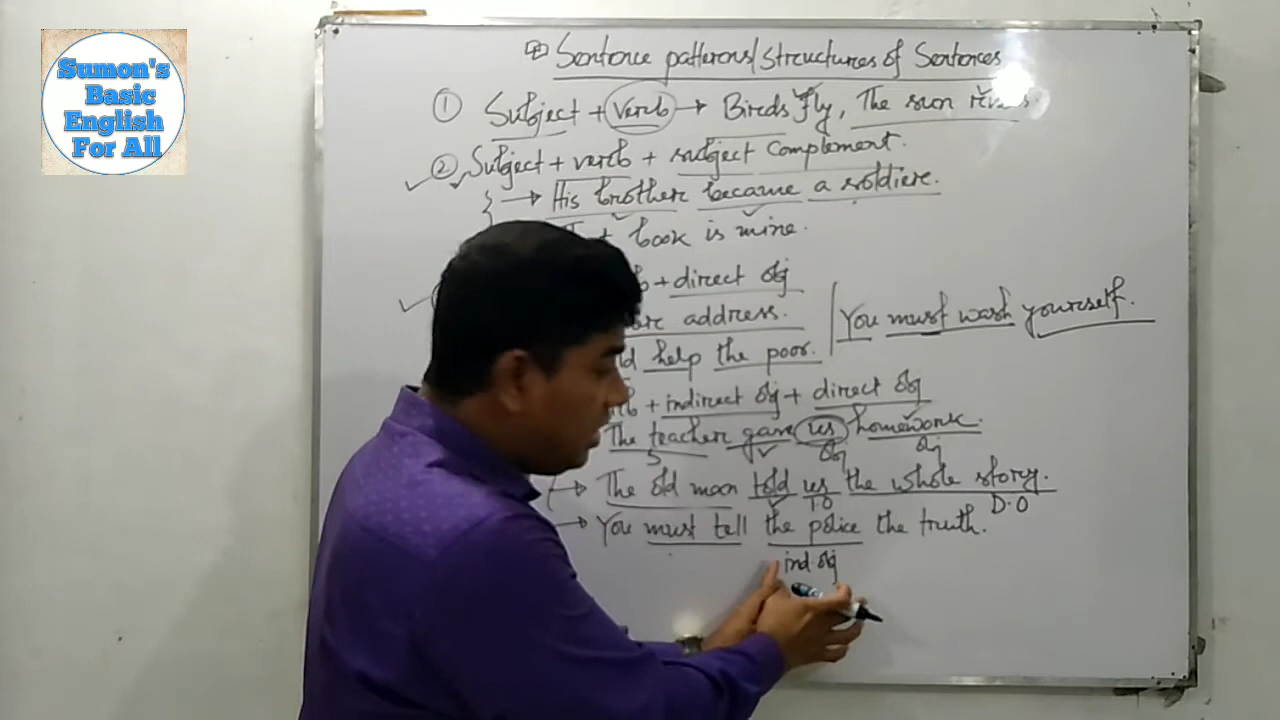 Sumon's
Basic
English
For All
Sentence patterns/structures of Sentences
① Subject + verb → Birds fly, The sun rises.
② Subject + verb + subject complement.
→ His brother became a soldier.
book is mine.
+ direct obj
address.
help the poor.
You must wash yourself.
+ indirect obj + direct obj
The teacher gave us homework.
S V obj obj
→ The old man told us the whole story.
V I.O D.O
→ You must tell the police the truth.
ind. obj